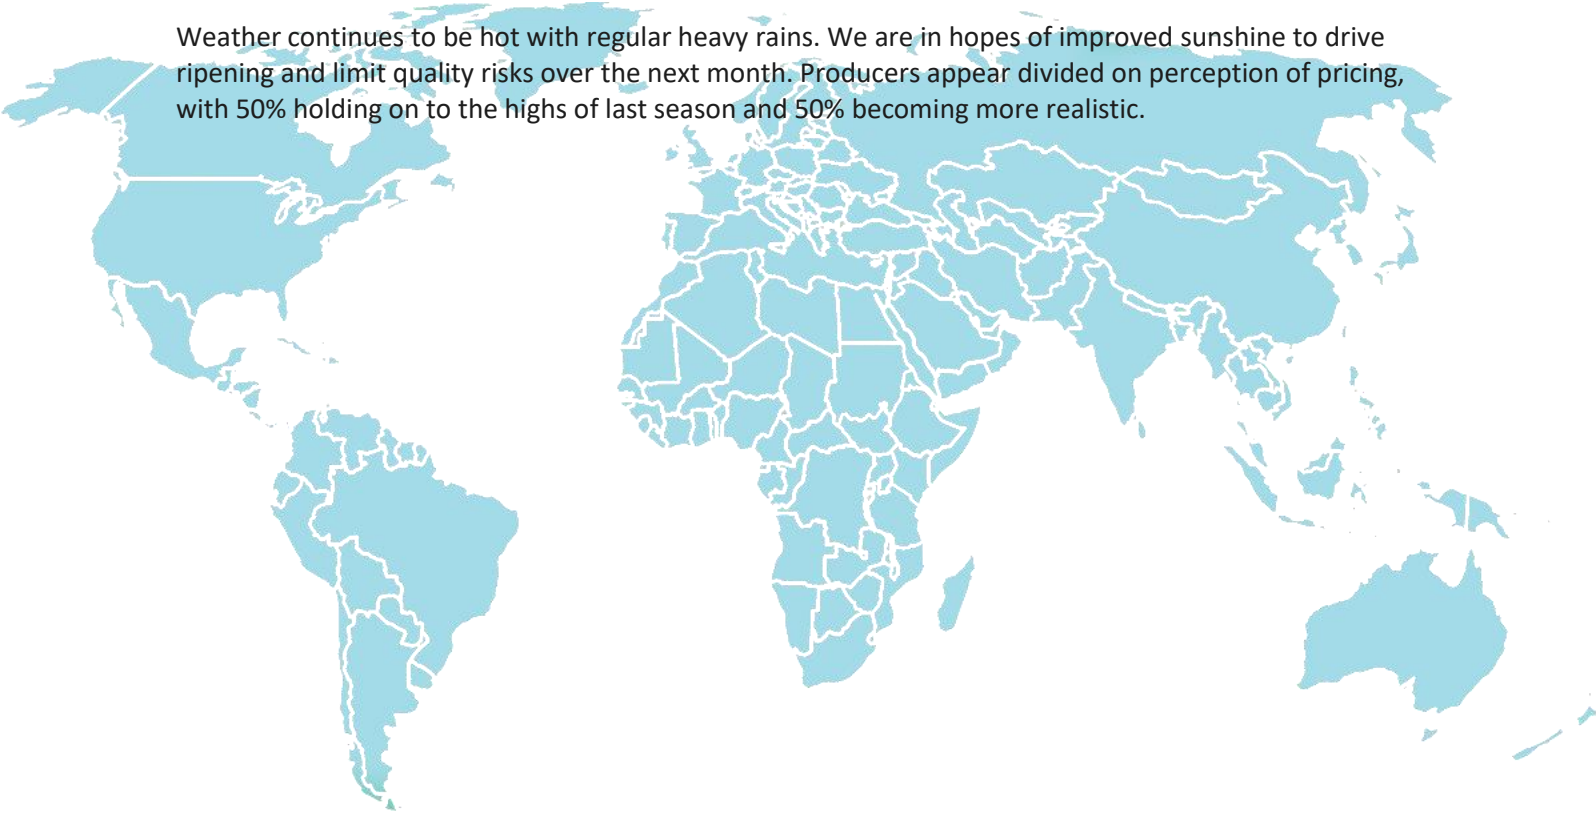 Weather continues to be hot with regular heavy rains. We are in hopes of improved sunshine to drive
ripening and limit quality risks over the next month. Producers appear divided on perception of pricing,
with 50% holding on to the highs of last season and 50% becoming more realistic.